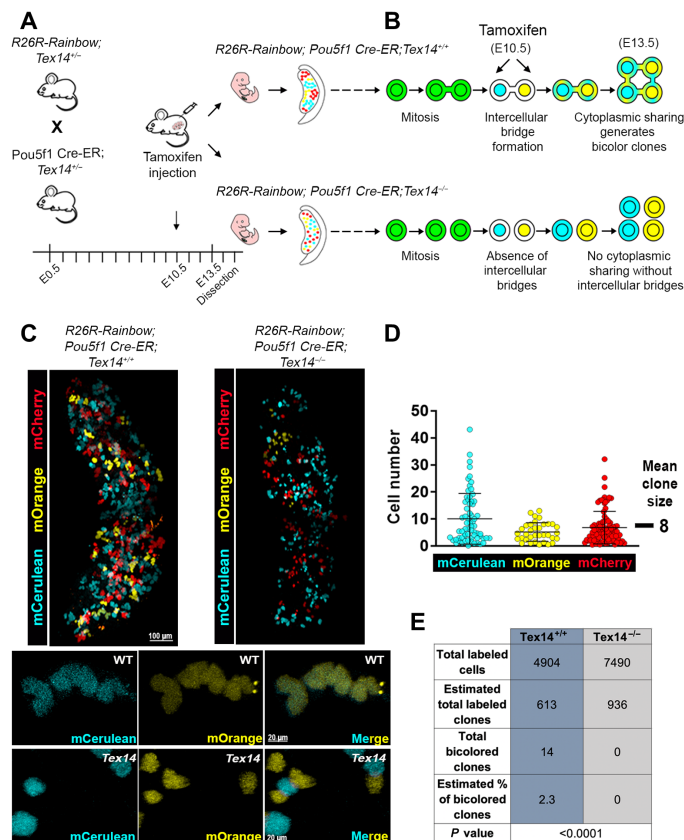 A
R26R-Rainbow;
Tex14+/–
X
Pou5f1 Cre-ER;
Tex14+/–
Tamoxifen
injection
E0.5
E10.5
E13.5
Dissection
R26R-Rainbow; Pou5f1 Cre-ER;Tex14+/+
R26R-Rainbow; Pou5f1 Cre-ER;Tex14–/–
B
Tamoxifen
(E10.5)
(E13.5)
Mitosis
Intercellular
bridge
formation
Cytoplasmic sharing
generates
bicolor clones
Mitosis
Absence of
intercellular
bridges
No cytoplasmic
sharing without
intercellular bridges
C
R26R-Rainbow;
Pou5f1 Cre-ER;
Tex14+/+
mCerulean mOrange mCherry
100 µm
R26R-Rainbow;
Pou5f1 Cre-ER;
Tex14–/–
mCerulean mOrange mCherry
WT
mCerulean
WT
mOrange
WT
20 µm
Merge
Tex14
mCerulean
Tex14
mOrange
Tex14
20 µm
Merge
D
Cell number
50
40
30
20
10
0
mCerulean mOrange mCherry
Mean
clone
size
8
E
Tex14+/+ Tex14–/–
Total labeled
cells
4904 7490
Estimated
total labeled
clones
613 936
Total
bicolored
clones
14 0
Estimated %
of bicolored
clones
2.3 0
P value <0.0001